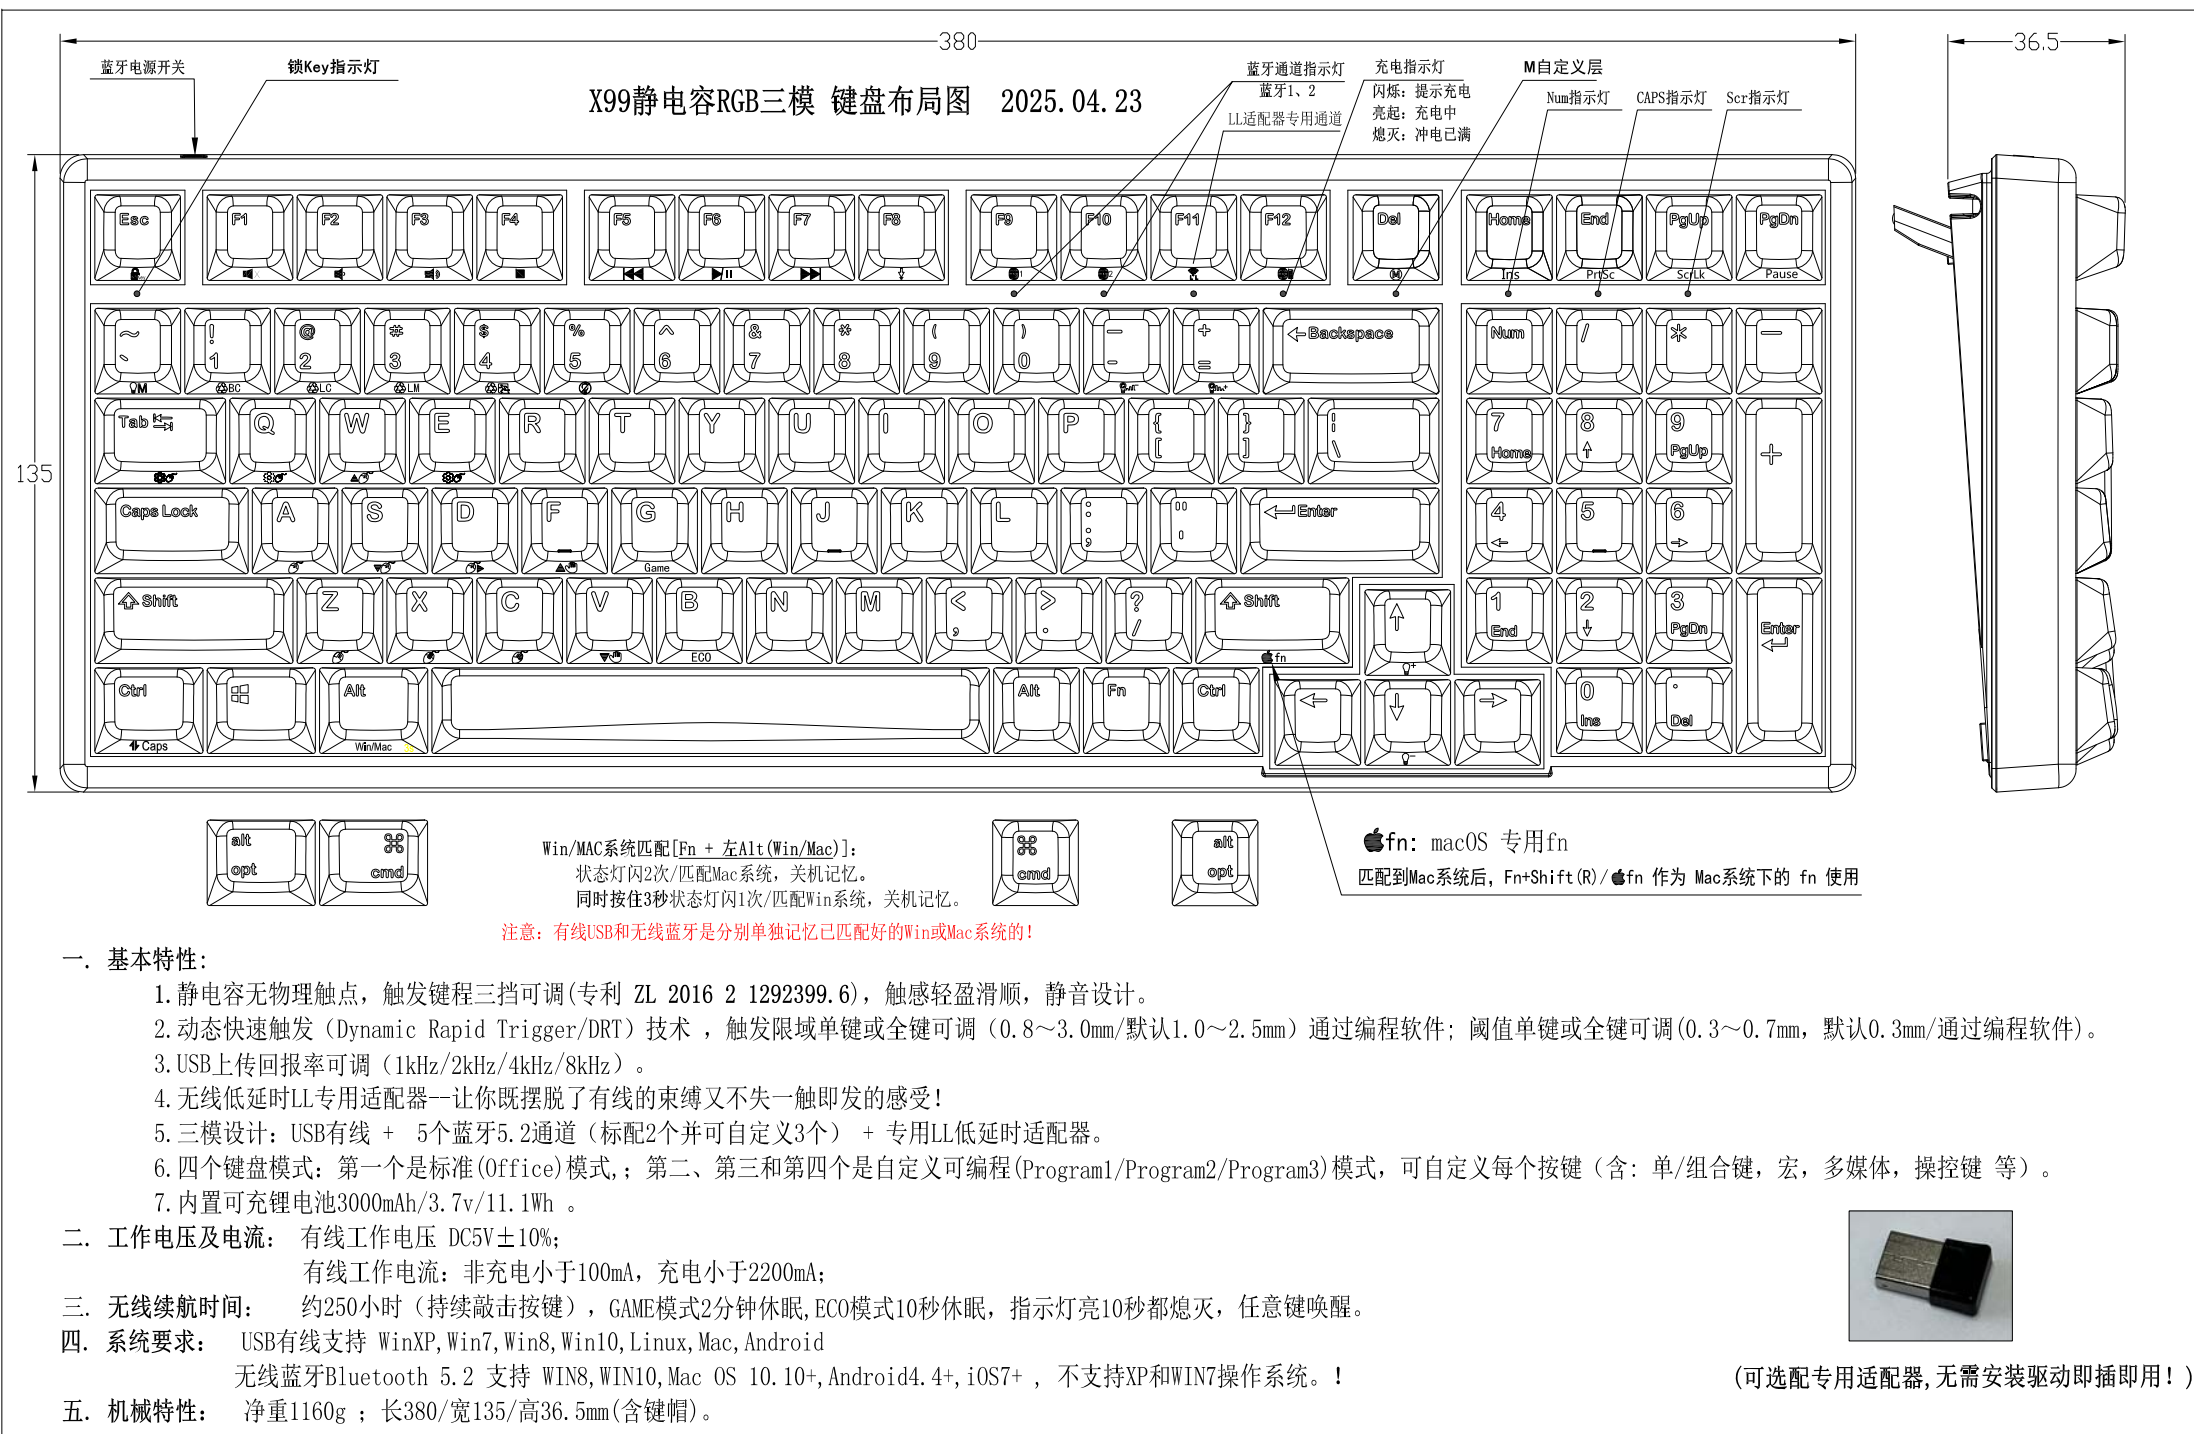 380
36.5
蓝牙电源开关
锁Key指示灯
X99静电容RGB三模 键盘布局图 2025.04.23
蓝牙通道指示灯
蓝牙1、2
LL适配器专用通道
充电指示灯
闪烁：提示充电
亮起：充电中
熄灭：冲电已满
M自定义层
Num指示灯 CAPS指示灯 Scr指示灯
135
Esc F1 F2 F3 F4 F5 F6 F7 F8 F9 F10 F11 F12 Del Home End PgUp PgDn
1 2 M Ins PrtSc ScrLk Pause
~ ! @ # $ % ^ & * ( ) — + ←Backspace Num / * —
` 1 2 3 4 5 6 7 8 9 0 - =
M BC LC LM
Tab Q W E R T Y U I O P { } ¦ 7 8 9 +
[ ] \ Home ↑ PgUp
Caps Lock A S D F G H J K L : " Enter 4 5 6
; ' ← →
Game
Shift Z X C V B N M < > ? Shift ↑ 1 2 3 Enter
, . / End ↓ PgDn
ECO fn
Ctrl Alt Alt Fn Ctrl ← ↓ → 0 .
Ins Del
Caps Win/Mac
alt ⌘ ⌘ alt
opt cmd cmd opt
Win/MAC系统匹配[Fn + 左Alt(Win/Mac)]:
状态灯闪2次/匹配Mac系统，关机记忆。
同时按住3秒状态灯闪1次/匹配Win系统，关机记忆。
fn: macOS 专用fn
匹配到Mac系统后，Fn+Shift(R)/fn 作为 Mac系统下的 fn 使用
注意：有线USB和无线蓝牙是分别单独记忆已匹配好的Win或Mac系统的！
一. 基本特性：
1.静电容无物理触点，触发键程三挡可调(专利 ZL 2016 2 1292399.6)，触感轻盈滑顺，静音设计。
2.动态快速触发（Dynamic Rapid Trigger/DRT）技术 ，触发限域单键或全键可调（0.8～3.0mm/默认1.0～2.5mm）通过编程软件；阈值单键或全键可调(0.3～0.7mm，默认0.3mm/通过编程软件)。
3.USB上传回报率可调（1kHz/2kHz/4kHz/8kHz）。
4.无线低延时LL专用适配器--让你既摆脱了有线的束缚又不失一触即发的感受！
5.三模设计：USB有线 + 5个蓝牙5.2通道（标配2个并可自定义3个） + 专用LL低延时适配器。
6.四个键盘模式：第一个是标准(Office)模式,；第二、第三和第四个是自定义可编程(Program1/Program2/Program3)模式，可自定义每个按键（含：单/组合键，宏，多媒体，操控键 等）。
7.内置可充锂电池3000mAh/3.7v/11.1Wh 。
二. 工作电压及电流： 有线工作电压 DC5V±10%;
有线工作电流：非充电小于100mA，充电小于2200mA;
三. 无线续航时间： 约250小时（持续敲击按键），GAME模式2分钟休眠,ECO模式10秒休眠，指示灯亮10秒都熄灭，任意键唤醒。
四. 系统要求： USB有线支持 WinXP,Win7,Win8,Win10,Linux,Mac,Android
无线蓝牙Bluetooth 5.2 支持 WIN8,WIN10,Mac OS 10.10+,Android4.4+,iOS7+ , 不支持XP和WIN7操作系统。！
(可选配专用适配器,无需安装驱动即插即用！)
五. 机械特性： 净重1160g ；长380/宽135/高36.5mm(含键帽)。